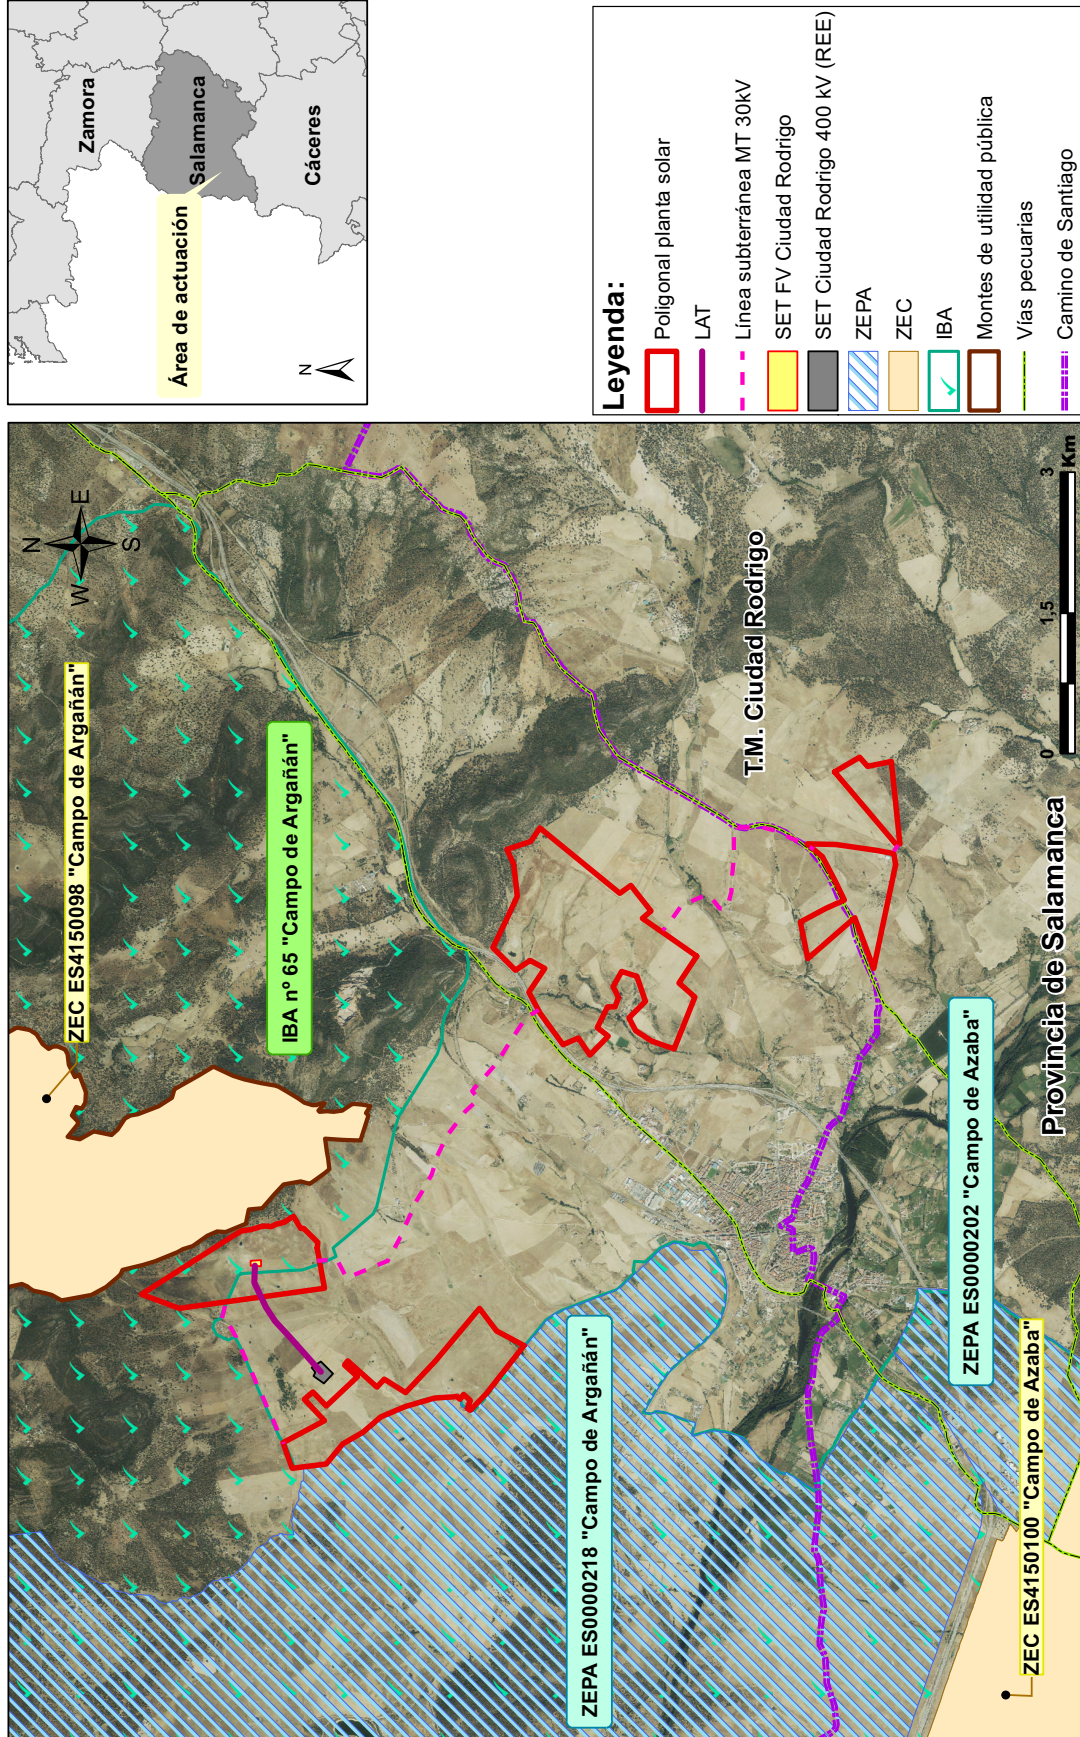 N
W
E
S
ZEC ES4150098 "Campo de Argañán"
IBA nº 65 "Campo de Argañán"
T.M. Ciudad Rodrigo
ZEPA ES0000218 "Campo de Argañán"
ZEPA ES0000202 "Campo de Azaba"
ZEC ES4150100 "Campo de Azaba"
Provincia de Salamanca
0
1,5
3
Km
Zamora
Salamanca
Área de actuación
Cáceres
N
Leyenda:
Poligonal planta solar
LAT
Línea subterránea MT 30kV
SET FV Ciudad Rodrigo
SET Ciudad Rodrigo 400 kV (REE)
ZEPA
ZEC
IBA
Montes de utilidad pública
Vías pecuarias
Camino de Santiago